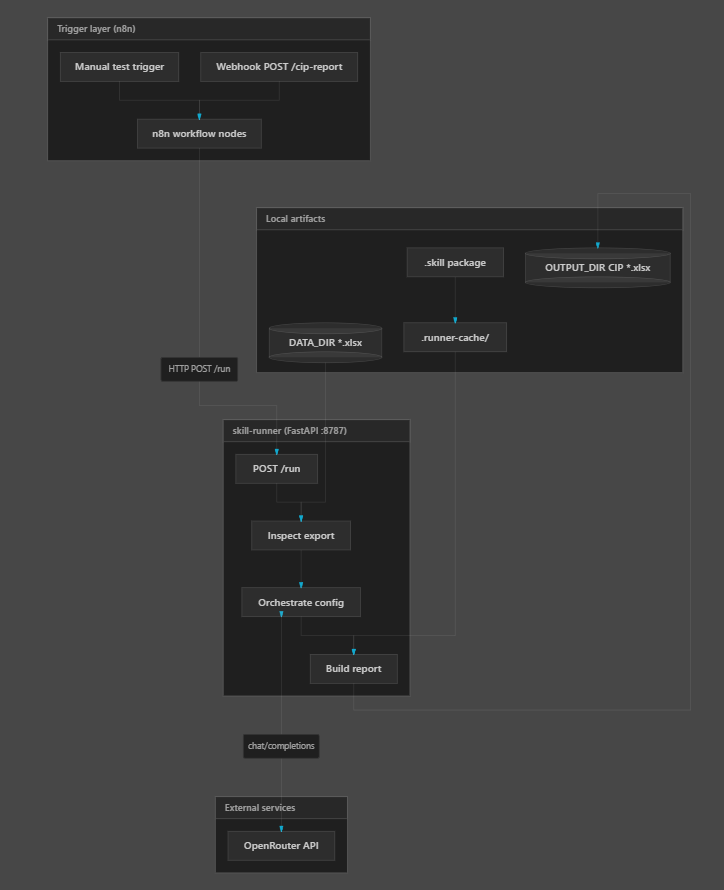 Trigger layer (n8n)
Manual test trigger
Webhook POST /cip-report
n8n workflow nodes
Local artifacts
.skill package
OUTPUT_DIR CIP *.xlsx
DATA_DIR *.xlsx
.runner-cache/
HTTP POST /run
skill-runner (FastAPI :8787)
POST /run
Inspect export
Orchestrate config
Build report
chat/completions
External services
OpenRouter API